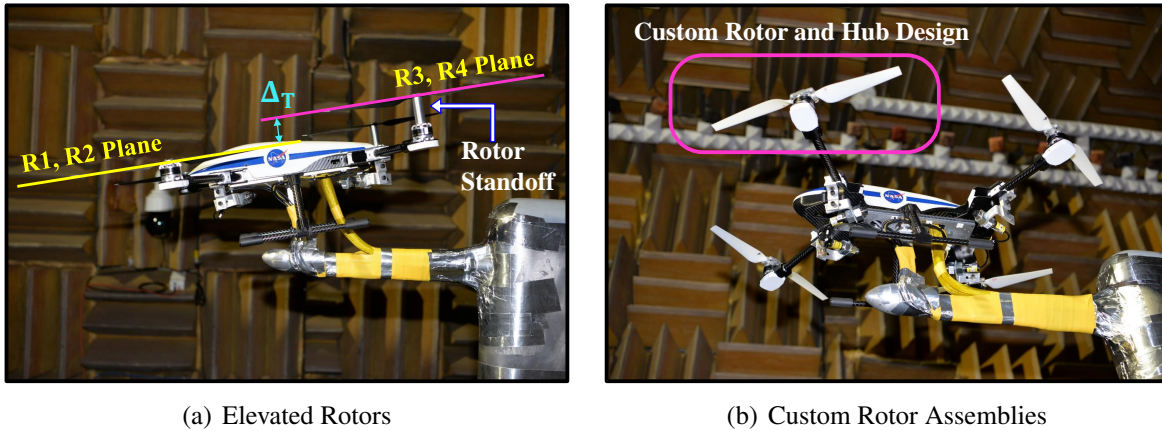 R1, R2 Plane
Δ_T
R3, R4 Plane
Rotor
Standoff
NASA
(a) Elevated Rotors
Custom Rotor and Hub Design
NASA
(b) Custom Rotor Assemblies